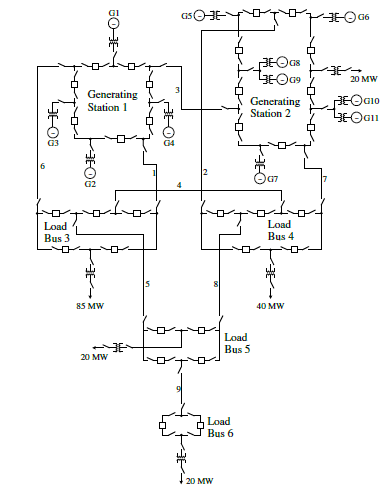 G1
G5
G6
G8
G9
20 MW
3
Generating
Station 1
Generating
Station 2
G10
G11
G3
G4
G2
G7
6
1
2
7
4
Load
Bus 3
Load
Bus 4
5
8
85 MW
40 MW
Load
Bus 5
20 MW
9
Load
Bus 6
20 MW